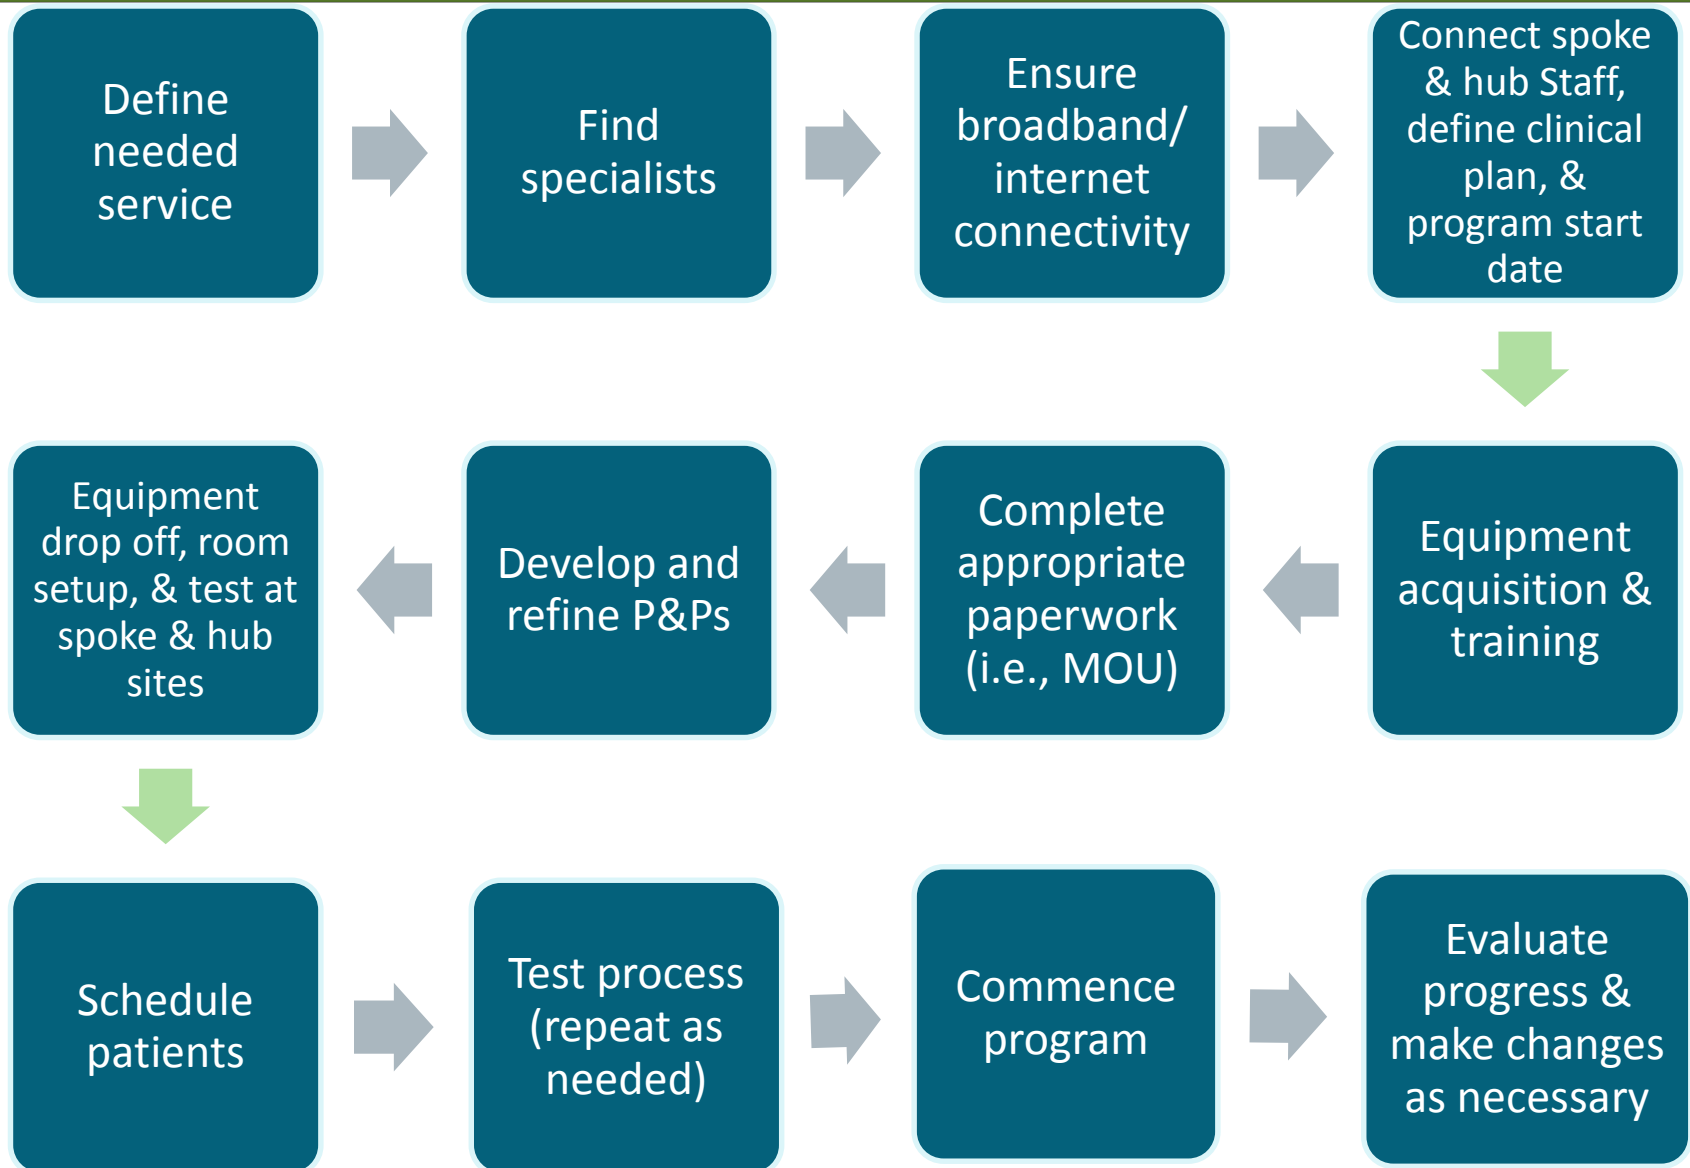 Define
needed
service
Find
specialists
Ensure
broadband/
internet
connectivity
Connect spoke
& hub Staff,
define clinical
plan, &
program start
date
Equipment
acquisition &
training
Complete
appropriate
paperwork
(i.e., MOU)
Develop and
refine P&Ps
Equipment
drop off, room
setup, & test at
spoke & hub
sites
Schedule
patients
Test process
(repeat as
needed)
Commence
program
Evaluate
progress &
make changes
as necessary